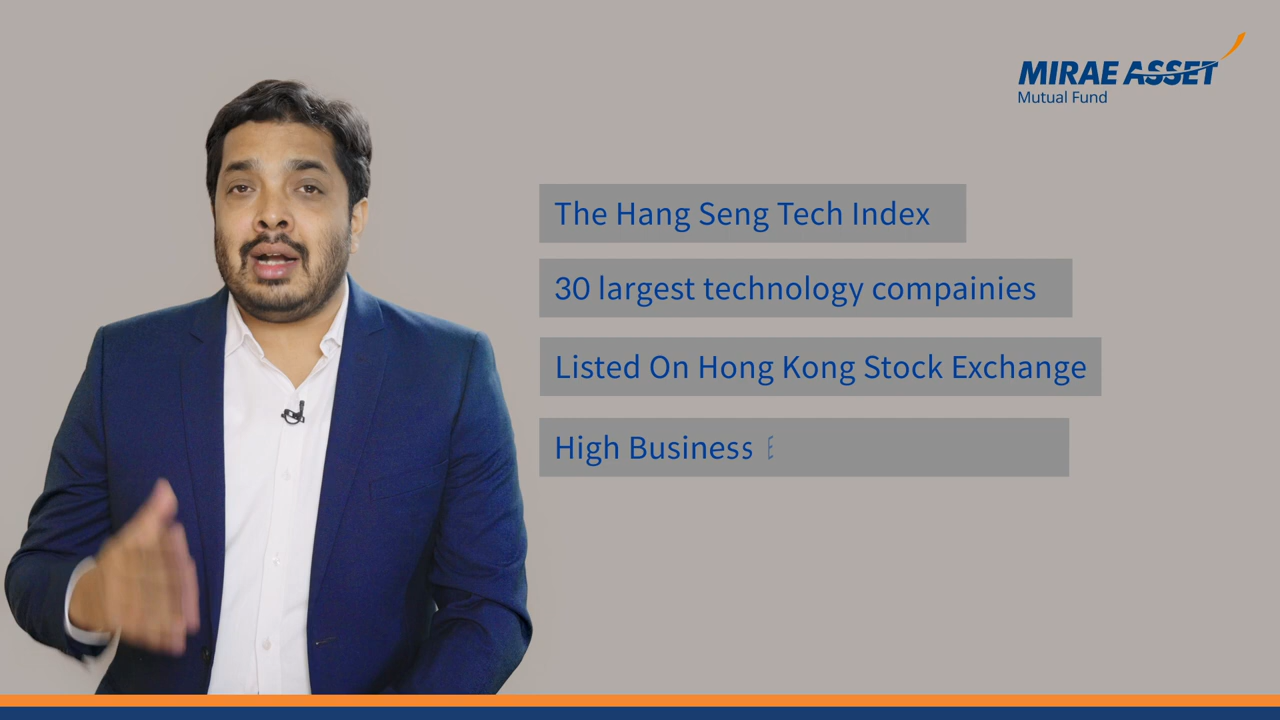 MIRAE ASSET
Mutual Fund
The Hang Seng Tech Index
30 largest technology compainies
Listed On Hong Kong Stock Exchange
High Business